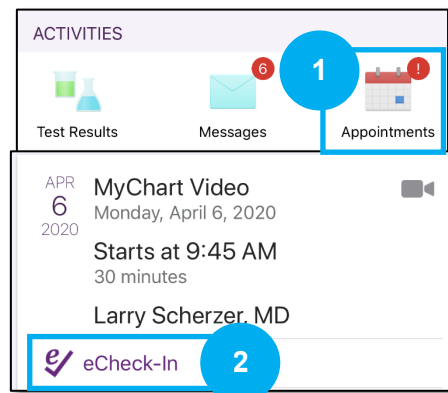 ACTIVITIES
6
1
!
Test Results
Messages
Appointments
APR
6
2020
MyChart Video
Monday, April 6, 2020
Starts at 9:45 AM
30 minutes
Larry Scherzer, MD
eCheck-In
2